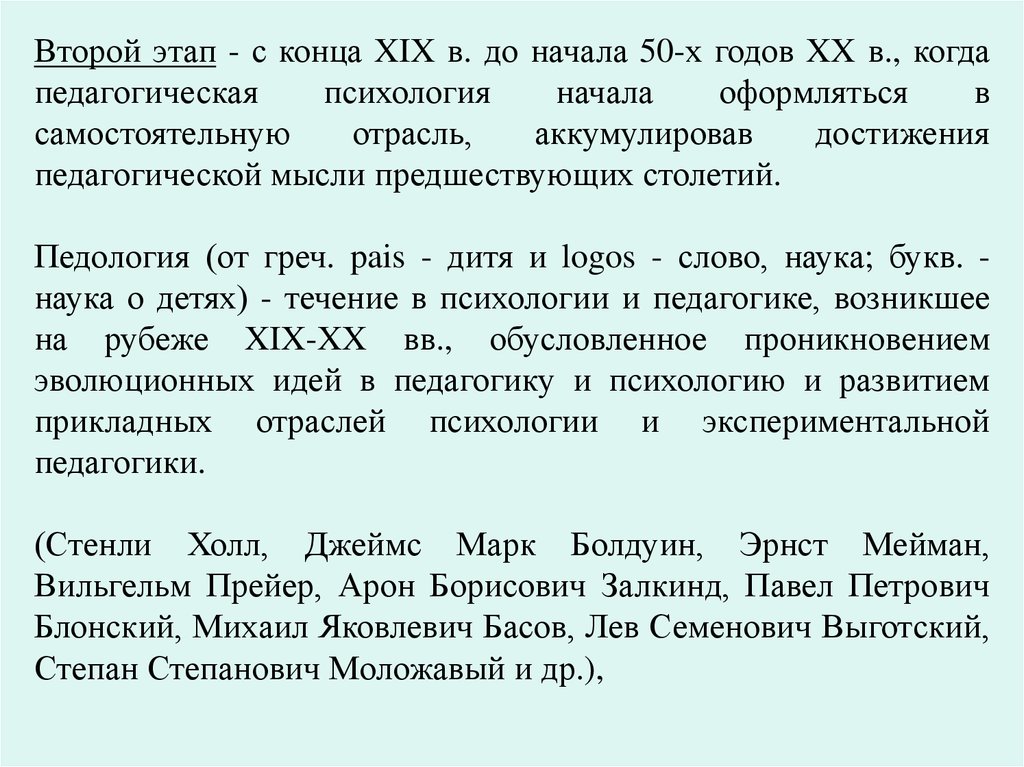 Второй этап - с конца XIX в. до начала 50-х годов XX в., когда
педагогическая психология начала оформляться в
самостоятельную отрасль, аккумулировав достижения
педагогической мысли предшествующих столетий.
Педология (от греч. pais - дитя и logos - слово, наука; букв. -
наука о детях) - течение в психологии и педагогике, возникшее
на рубеже XIX-XX вв., обусловленное проникновением
эволюционных идей в педагогику и психологию и развитием
прикладных отраслей психологии и экспериментальной
педагогики.
(Стенли Холл, Джеймс Марк Болдуин, Эрнст Мейман,
Вильгельм Прейер, Арон Борисович Залкинд, Павел Петрович
Блонский, Михаил Яковлевич Басов, Лев Семенович Выготский,
Степан Степанович Моложавый и др.),